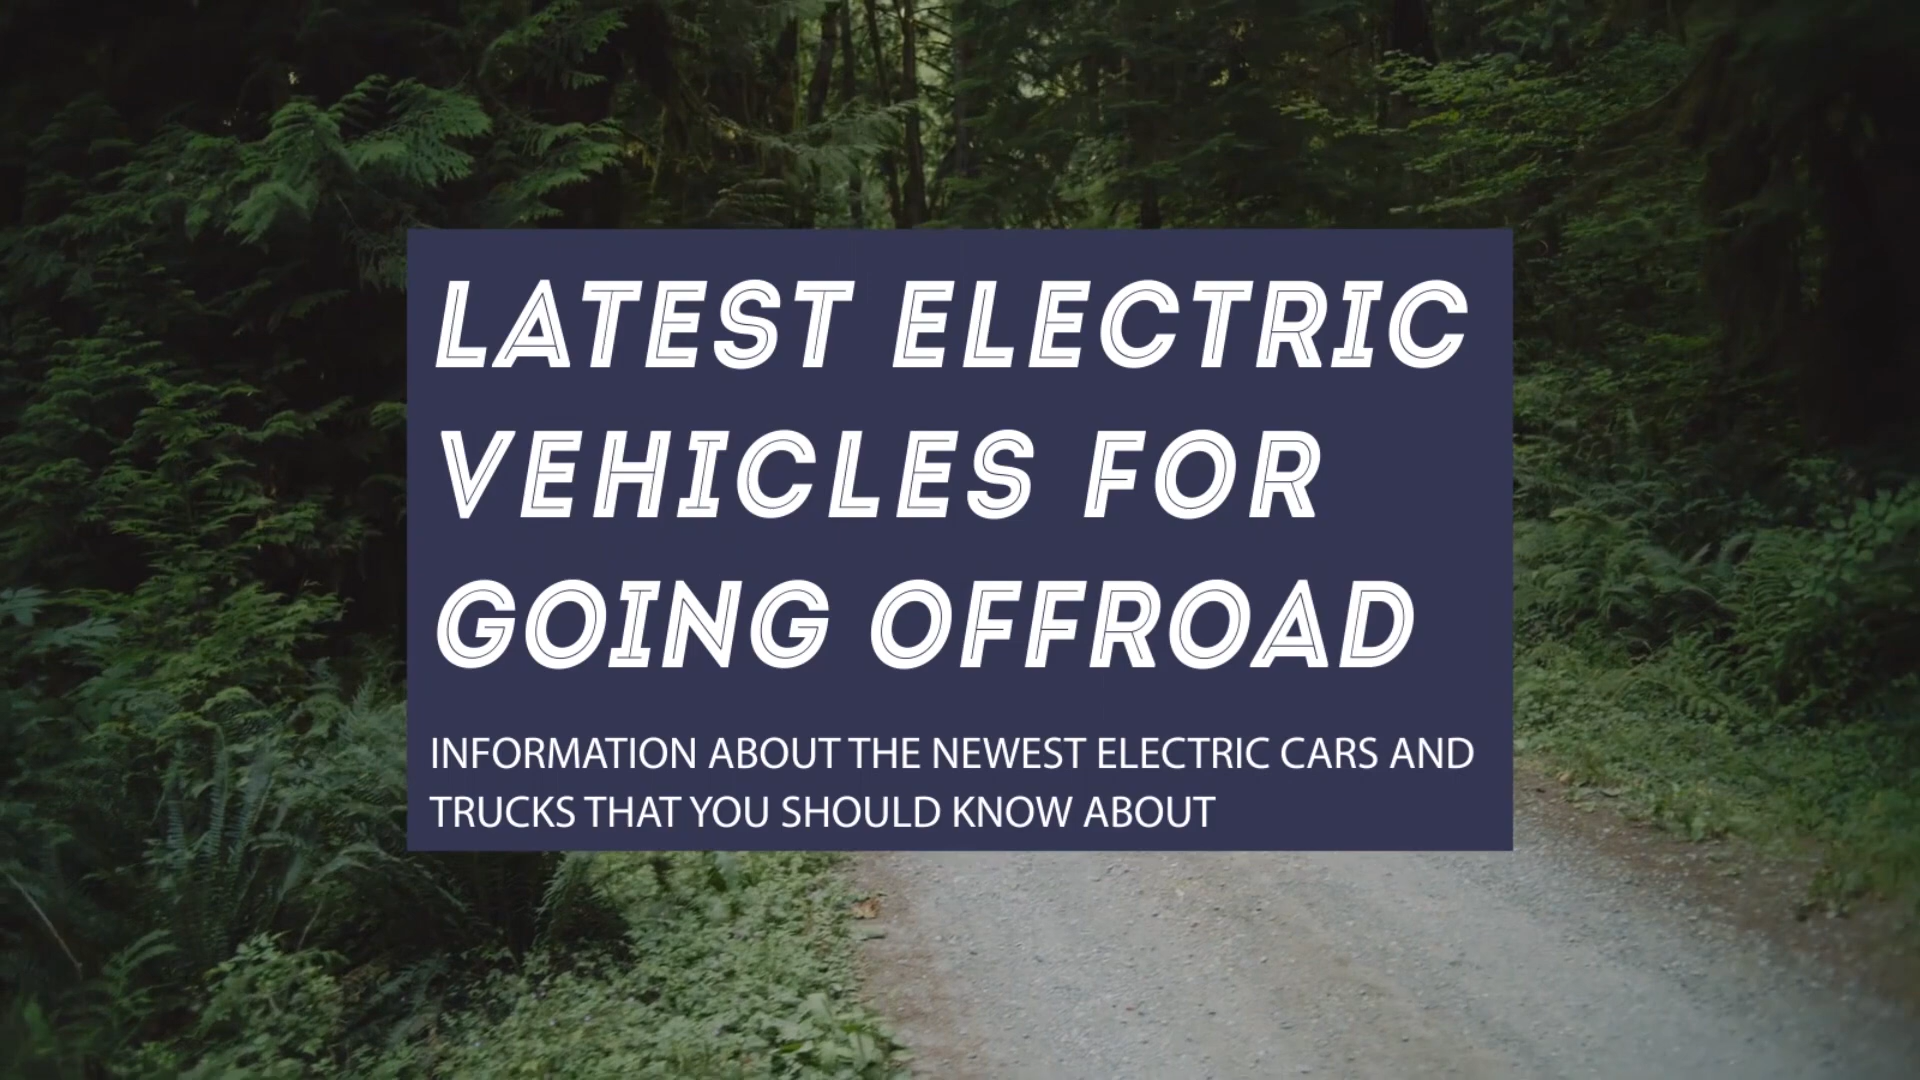 LATEST ELECTRIC
VEHICLES FOR
GOING OFFROAD
INFORMATION ABOUT THE NEWEST ELECTRIC CARS AND
TRUCKS THAT YOU SHOULD KNOW ABOUT